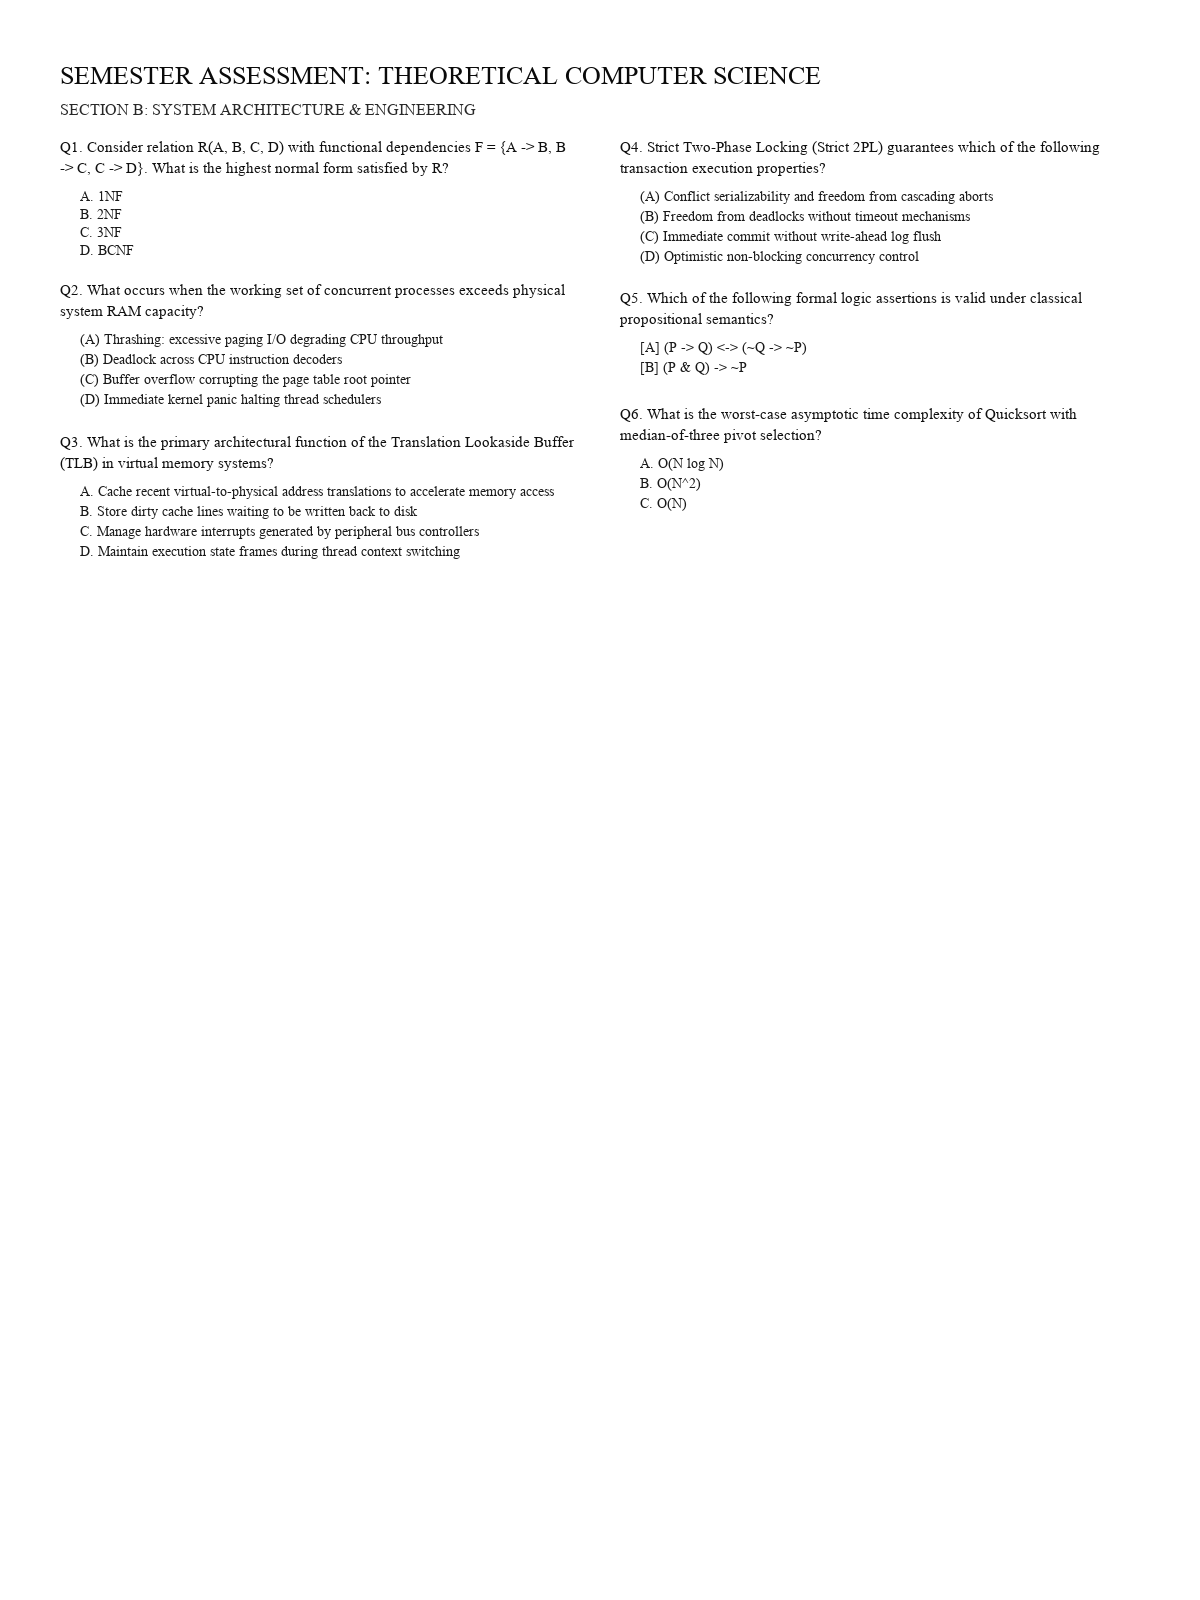 SEMESTER ASSESSMENT: THEORETICAL COMPUTER SCIENCE
SECTION B: SYSTEM ARCHITECTURE & ENGINEERING
Q1. Consider relation R(A, B, C, D) with functional dependencies F = {A -> B, B
-> C, C -> D}. What is the highest normal form satisfied by R?
A. 1NF
B. 2NF
C. 3NF
D. BCNF
Q2. What occurs when the working set of concurrent processes exceeds physical
system RAM capacity?
(A) Thrashing: excessive paging I/O degrading CPU throughput
(B) Deadlock across CPU instruction decoders
(C) Buffer overflow corrupting the page table root pointer
(D) Immediate kernel panic halting thread schedulers
Q3. What is the primary architectural function of the Translation Lookaside Buffer
(TLB) in virtual memory systems?
A. Cache recent virtual-to-physical address translations to accelerate memory access
B. Store dirty cache lines waiting to be written back to disk
C. Manage hardware interrupts generated by peripheral bus controllers
D. Maintain execution state frames during thread context switching
Q4. Strict Two-Phase Locking (Strict 2PL) guarantees which of the following
transaction execution properties?
(A) Conflict serializability and freedom from cascading aborts
(B) Freedom from deadlocks without timeout mechanisms
(C) Immediate commit without write-ahead log flush
(D) Optimistic non-blocking concurrency control
Q5. Which of the following formal logic assertions is valid under classical
propositional semantics?
[A] (P -> Q) <-> (~Q -> ~P)
[B] (P & Q) -> ~P
Q6. What is the worst-case asymptotic time complexity of Quicksort with
median-of-three pivot selection?
A. O(N log N)
B. O(N^2)
C. O(N)